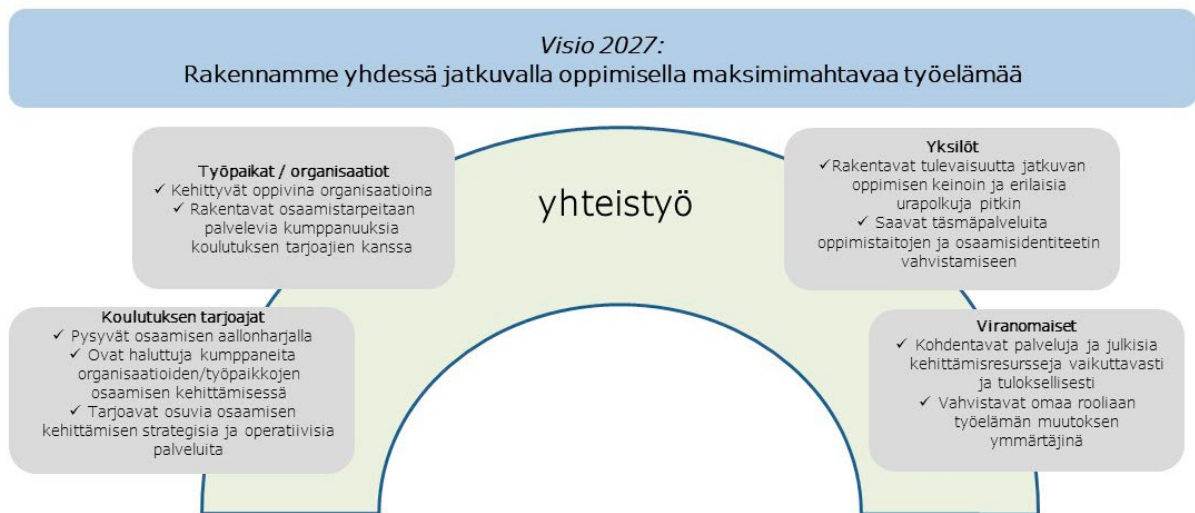 Visio 2027:
Rakennamme yhdessä jatkuvalla oppimisella maksimimahtavaa työelämää
Työpaikat / organisaatiot
✓ Kehittyvät oppivina organisaatioina
✓ Rakentavat osaamistarpeitaan
palvelevia kumppanuuksia
koulutuksen tarjoajien kanssa
Koulutuksen tarjoajat
✓ Pysyvät osaamisen aallonharjalla
✓ Ovat haluttuja kumppaneita
organisaatioiden/työpaikkojen
osaamisen kehittämisessä
✓ Tarjoavat osuvia osaamisen
kehittämisen strategisia ja operatiivisia
palveluita
yhteistyö
Yksilöt
✓Rakentavat tulevaisuutta jatkuvan
oppimisen keinoin ja erilaisia
urapolkuja pitkin
✓ Saavat täsmäpalveluita
oppimistaitojen ja osaamisidentiteetin
vahvistamiseen
Viranomaiset
✓ Kohdentavat palveluja ja julkisia
kehittämisresursseja vaikuttavasti
ja tuloksellisesti
✓ Vahvistavat omaa rooliaan
työelämän muutoksen
ymmärtäjinä